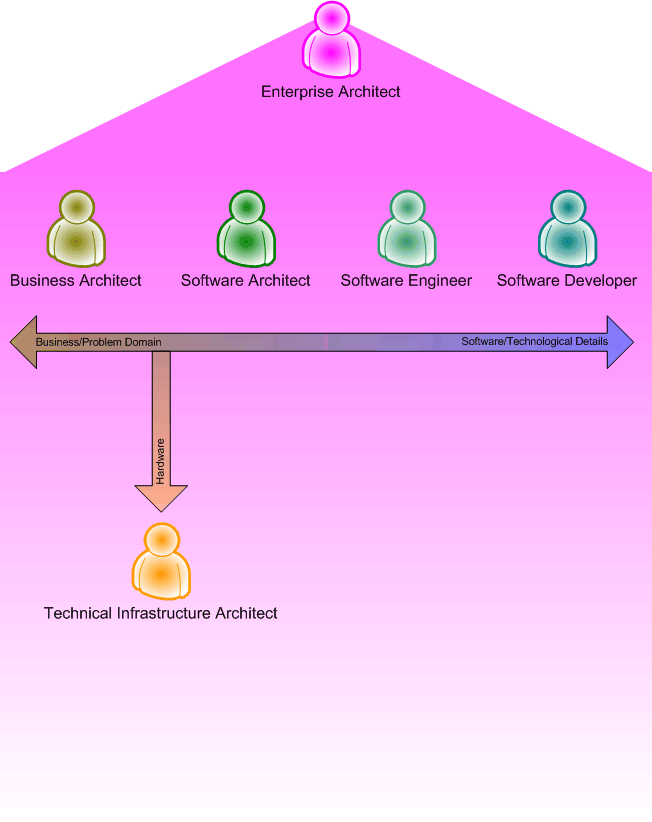 Enterprise Architect
Business Architect
Software Architect
Software Engineer
Software Developer
Business/Problem Domain
Software/Technological Details
Hardware
Technical Infrastructure Architect